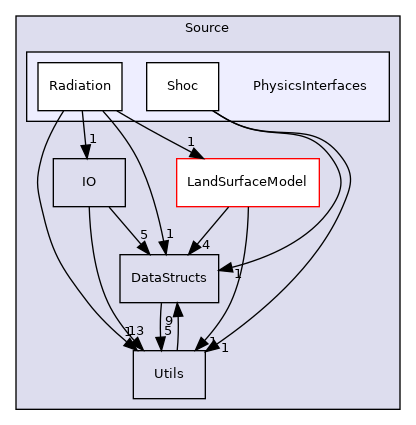 Source
Radiation
Shoc
PhysicsInterfaces
1
1
IO
LandSurfaceModel
5
1
4
DataStructs
1
9
1
13
5
1
1
Utils